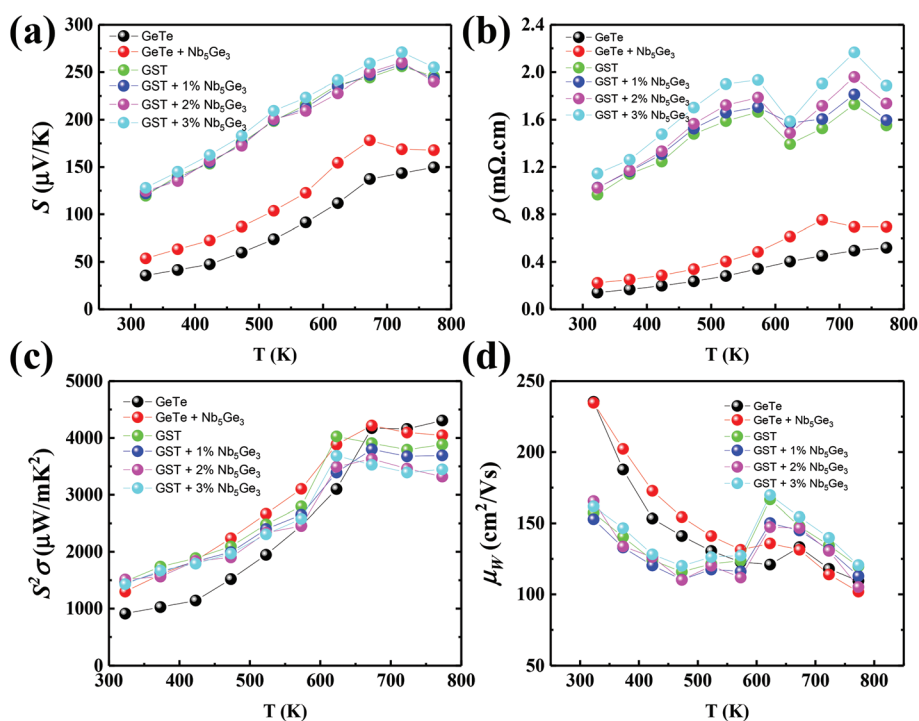 (a)
GeTe
GeTe + Nb₅Ge₃
GST
GST + 1% Nb₅Ge₃
GST + 2% Nb₅Ge₃
GST + 3% Nb₅Ge₃
300
250
200
150
100
50
0
S (µV/K)
300 400 500 600 700 800
T (K)
(b)
GeTe
GeTe + Nb₅Ge₃
GST
GST + 1% Nb₅Ge₃
GST + 2% Nb₅Ge₃
GST + 3% Nb₅Ge₃
2.4
2.0
1.6
1.2
0.8
0.4
0.0
ρ (mΩ.cm)
300 400 500 600 700 800
T (K)
(c)
GeTe
GeTe + Nb₅Ge₃
GST
GST + 1% Nb₅Ge₃
GST + 2% Nb₅Ge₃
GST + 3% Nb₅Ge₃
5000
4000
3000
2000
1000
0
S²σ (µW/mK²)
300 400 500 600 700 800
T (K)
(d)
GeTe
GeTe + Nb₅Ge₃
GST
GST + 1% Nb₅Ge₃
GST + 2% Nb₅Ge₃
GST + 3% Nb₅Ge₃
250
200
150
100
50
µ_W (cm²/Vs)
300 400 500 600 700 800
T (K)